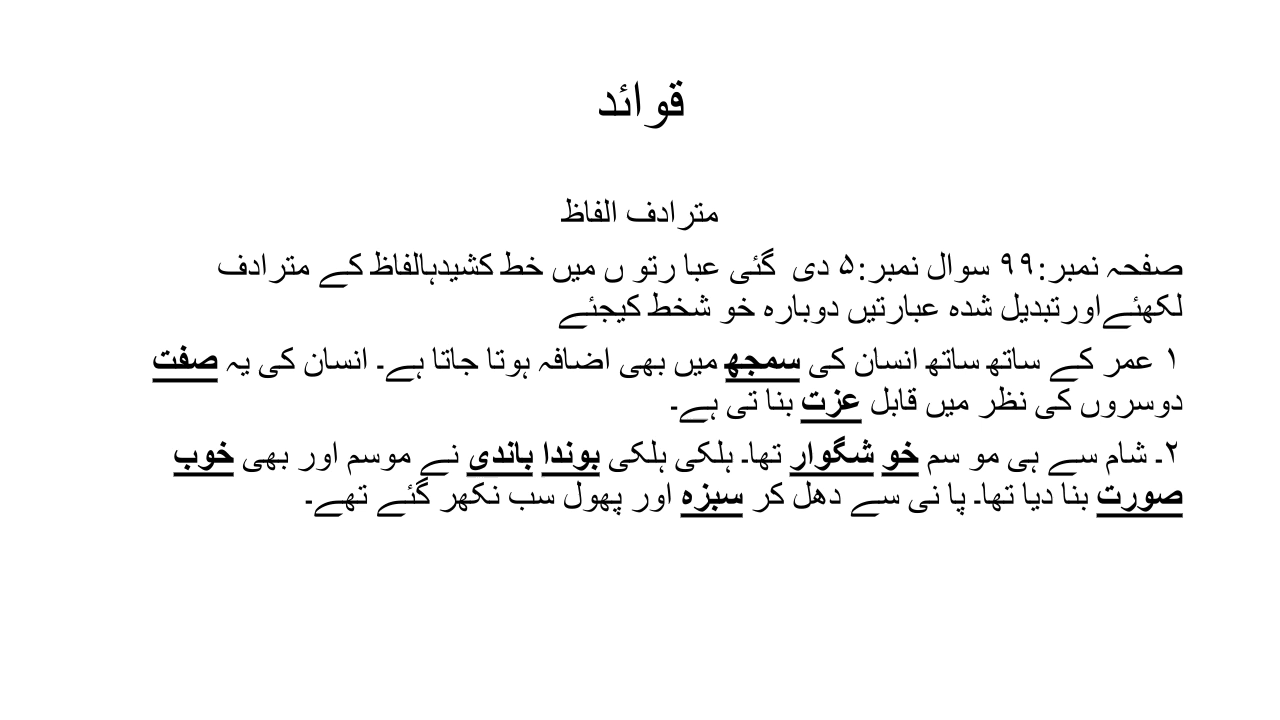 قوائد
مترادف الفاظ
صفحہ نمبر:۹۹ سوال نمبر:۵ دی گئی عبا رتو ں میں خط کشیدہالفاظ کے مترادف
لکھئےاورتبدیل شدہ عبارتیں دوبارہ خو شخط کیجئے
۱ عمر کے ساتھ ساتھ انسان کی سمجھ میں بھی اضافہ ہوتا جاتا ہے۔ انسان کی یہ صفت
دوسروں کی نظر میں قابل عزت بنا تی ہے۔
۲۔ شام سے ہی مو سم خو شگوار تھا۔ ہلکی ہلکی بوندا باندی نے موسم اور بھی خوب
صورت بنا دیا تھا۔ پا نی سے دھل کر سبزہ اور پھول سب نکھر گئے تھے۔